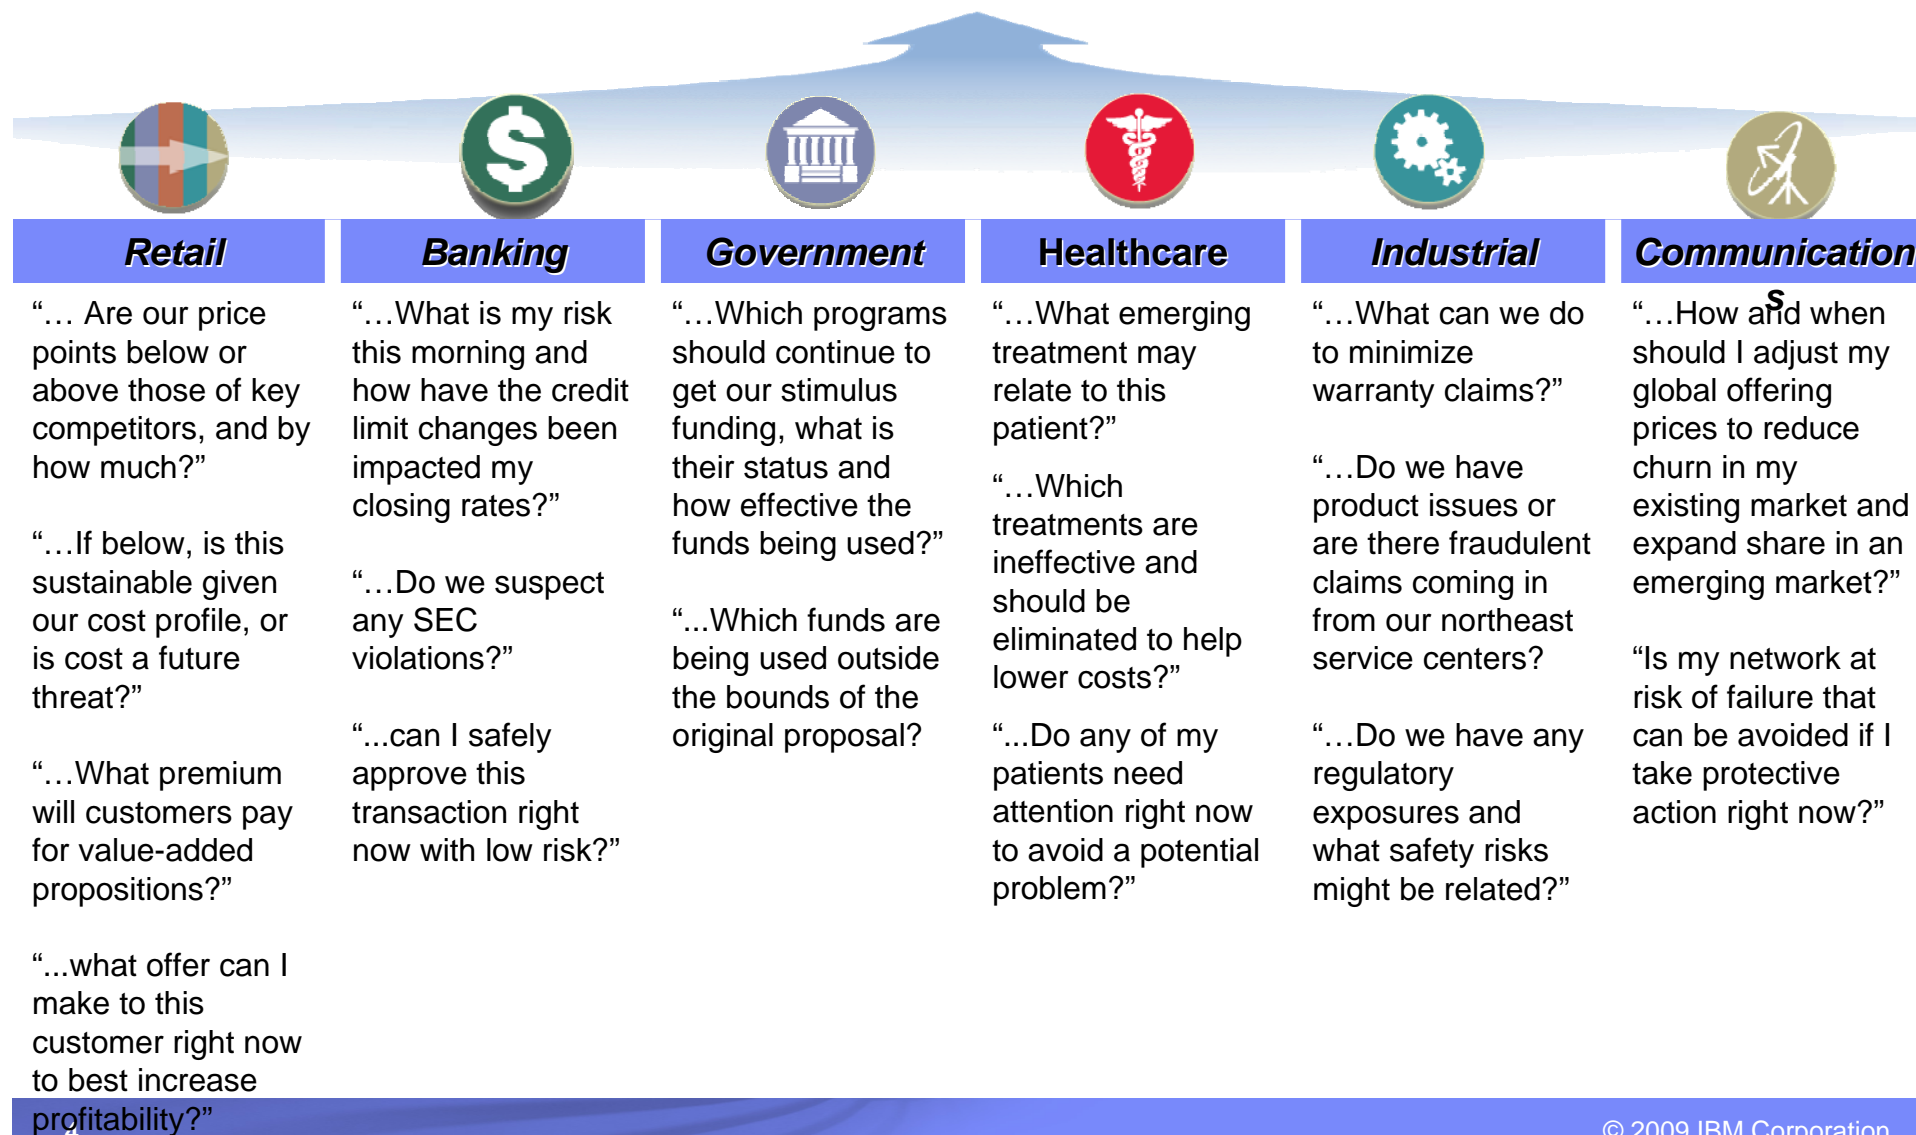 Retail
“… Are our price
points below or
above those of key
competitors, and by
how much?”
“…If below, is this
sustainable given
our cost profile, or
is cost a future
threat?”
“…What premium
will customers pay
for value-added
propositions?”
“...what offer can I
make to this
customer right now
to best increase
profitability?”
Banking
“…What is my risk
this morning and
how have the credit
limit changes been
impacted my
closing rates?”
“…Do we suspect
any SEC
violations?”
“...can I safely
approve this
transaction right
now with low risk?”
Government
“…Which programs
should continue to
get our stimulus
funding, what is
their status and
how effective the
funds being used?”
“...Which funds are
being used outside
the bounds of the
original proposal?
Healthcare
“…What emerging
treatment may
relate to this
patient?”
“…Which
treatments are
ineffective and
should be
eliminated to help
lower costs?”
“...Do any of my
patients need
attention right now
to avoid a potential
problem?”
Industrial
“…What can we do
to minimize
warranty claims?”
“…Do we have
product issues or
are there fraudulent
claims coming in
from our northeast
service centers?
“…Do we have any
regulatory
exposures and
what safety risks
might be related?”
Communication
s
“…How and when
should I adjust my
global offering
prices to reduce
churn in my
existing market and
expand share in an
emerging market?”
“Is my network at
risk of failure that
can be avoided if I
take protective
action right now?”
© 2009 IBM Corporation